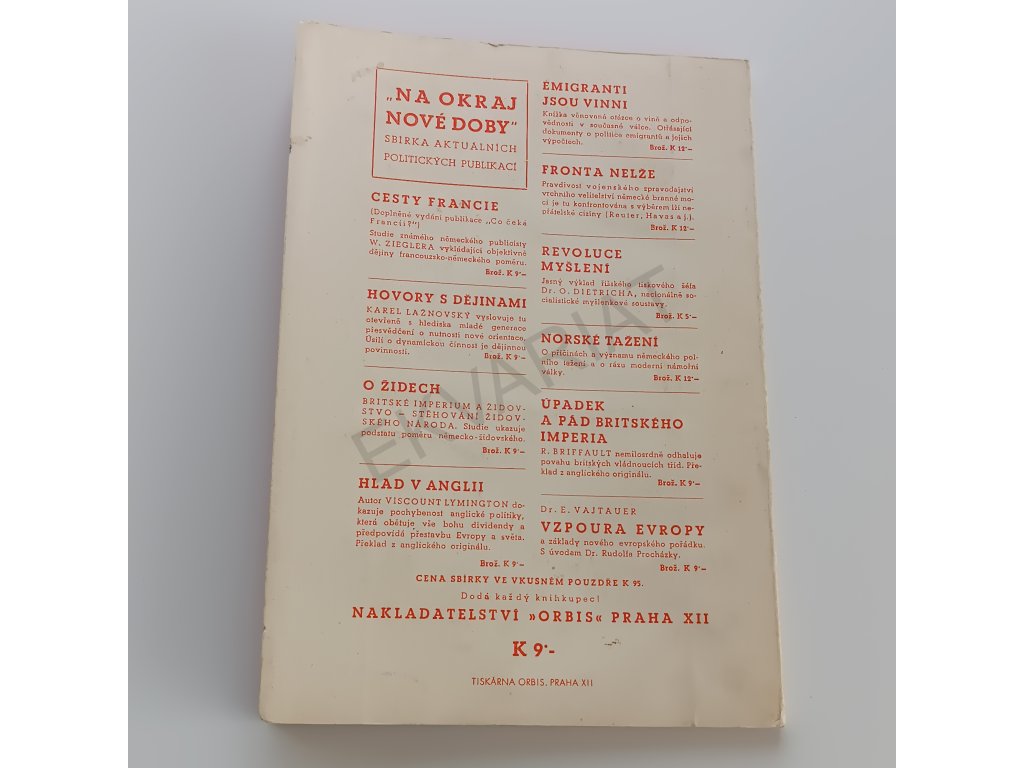 „NA OKRAJ
NOVÉ DOBY"
SBÍRKA AKTUALNÍCH
POLITICKÝCH PUBLIKACÍ
CESTY FRANCIE
(Doplněné vydání publikace „Co čeká
Francii?")
Studie známého německého publicisty
W. ZIEGLERA vykládající objektivně
dějiny francouzsko-německého poměru.
Brož. K 9·–
HOVORY S DĚJINAMI
KAREL LAŽNOVSKÝ vyslovuje tu
otevřeně s hlediska mladé generace
přesvědčení o nutnosti nové orientace.
Úsilí o dynamickou činnost je dějinnou
povinností.
Brož. K 9·–
O ŽIDECH
BRITSKÉ IMPERIUM A ŽIDOV-
STVO - STĚHOVÁNÍ ŽIDOV-
SKÉHO NÁRODA. Studie ukazuje
podstatu poměru německo-židovského.
Brož. K 9·–
HLAD V ANGLII
Autor VISCOUNT LYMINGTON do-
kazuje pochybenost anglické politiky,
která obětuje vše bohu dividendy a
předpovídá přestavbu Evropy a světa.
Překlad z anglického originálu.
Brož. K 9·–
EMIGRANTI
JSOU VINNI
Knížka věnovaná otázce o vině a odpo-
vědnosti v současné válce. Otřásající
dokumenty o politice emigrantů a jejich
výpočtech.
Brož. K 12·–
FRONTA NELŽE
Pravdivost vojenského zpravodajství
vrchního velitelství německé branné mo-
ci je tu konfrontována s výběrem lží ne-
přátelské ciziny (Reuter, Havas a j.).
Brož. K 12·–
REVOLUCE
MYŠLENÍ
Jasný výklad říšského tiskového šéfa
Dr. O. DIETRICHA, nacionálně so-
cialistické myšlenkové soustavy.
Brož. K 5·–
NORSKÉ TAŽENÍ
O příčinách a významu německého pol-
ního tažení a o rázu moderní námořní
války.
Brož. K 12·–
ÚPADEK
A PÁD BRITSKÉHO
IMPERIA
R. BRIFFAULT nemilosrdně odhaluje
povahu britských vládnoucích tříd. Pře-
klad z anglického originálu.
Brož. K 9·–
Dr. E. VAJTAUER
VZPOURA EVROPY
a základy nového evropského pořádku.
S úvodem Dr. Rudolfa Procházky.
Brož. K 9·–
CENA SBÍRKY VE VKUSNÉM POUZDŘE K 95.
Dodá každý knihkupec!
NAKLADATELSTVÍ »ORBIS« PRAHA XII
K 9·–
TISKÁRNA ORBIS, PRAHA XII
EKVARIAT